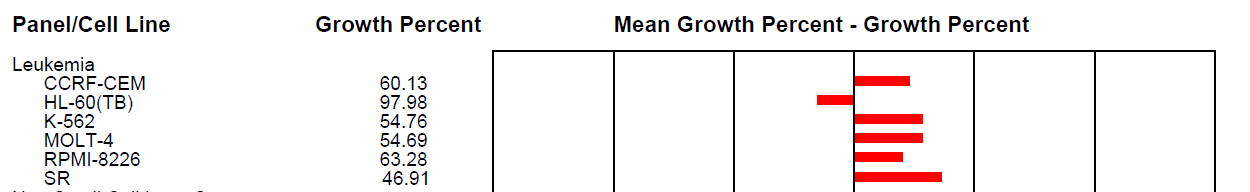 Panel/Cell Line Growth Percent Mean Growth Percent - Growth Percent
Leukemia
CCRF-CEM 60.13
HL-60(TB) 97.98
K-562 54.76
MOLT-4 54.69
RPMI-8226 63.28
SR 46.91